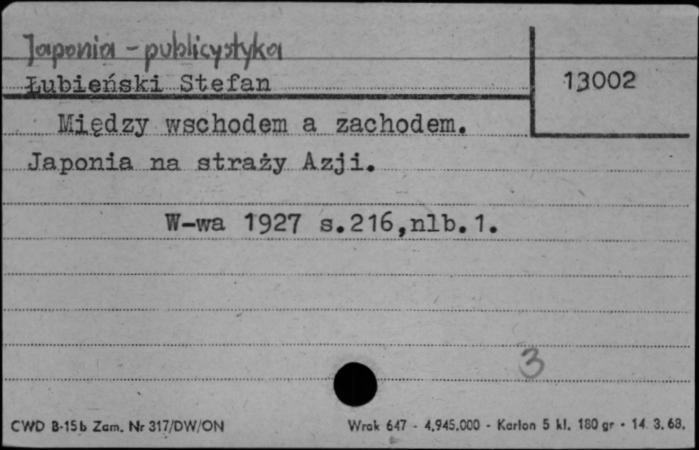 Japonia - publicystyka
Łubieński Stefan
13002
Między wschodem a zachodem.
Japonia na straży Azji.
W-wa 1927 s.216,nlb.1.
3
CWD B-15b Zam. Nr 317/DW/ON
Wrak 647 - 4.945.000 - Karton 5 kl. 180 gr - 14. 3. 68.